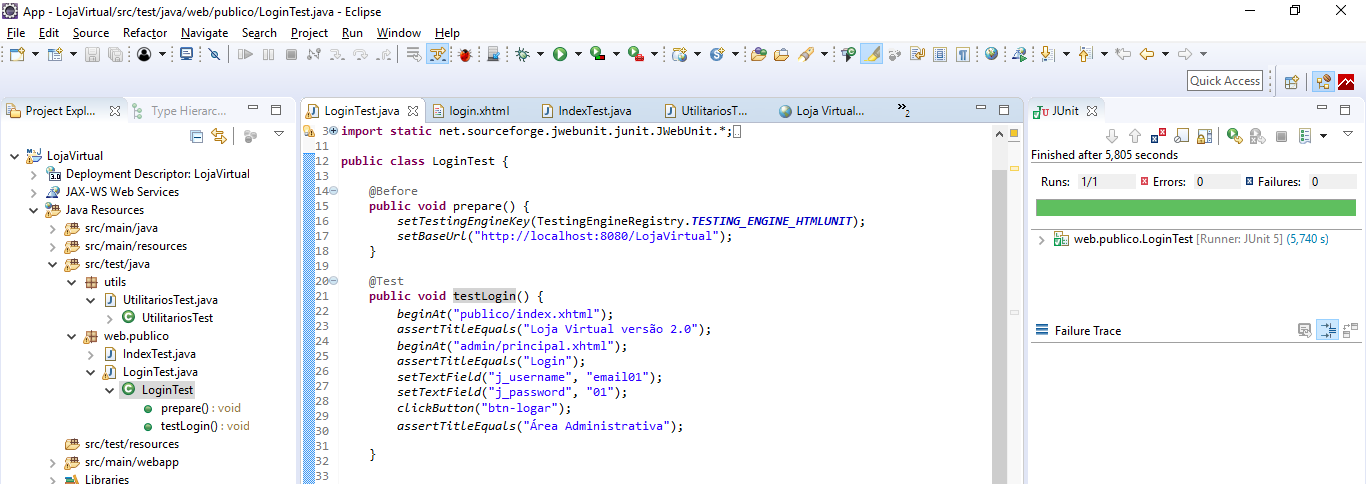 App - LojaVirtual/src/test/java/web/publico/LoginTest.java - Eclipse
File Edit Source Refactor Navigate Search Project Run Window Help
Quick Access
Project Expl...
Type Hierarc...
LojaVirtual
Deployment Descriptor: LojaVirtual
JAX-WS Web Services
Java Resources
src/main/java
src/main/resources
src/test/java
utils
UtilitariosTest.java
UtilitariosTest
web.publico
IndexTest.java
LoginTest.java
LoginTest
prepare() : void
testLogin() : void
src/test/resources
src/main/webapp
Libraries
LoginTest.java login.xhtml IndexTest.java UtilitariosT... Loja Virtual... »2
3 import static net.sourceforge.jwebunit.junit.JWebUnit.*;
11
12 public class LoginTest {
13
14 @Before
15 public void prepare() {
16 setTestingEngineKey(TestingEngineRegistry.TESTING_ENGINE_HTMLUNIT);
17 setBaseUrl("http://localhost:8080/LojaVirtual");
18 }
19
20 @Test
21 public void testLogin() {
22 beginAt("publico/index.xhtml");
23 assertTitleEquals("Loja Virtual versão 2.0");
24 beginAt("admin/principal.xhtml");
25 assertTitleEquals("Login");
26 setTextField("j_username", "email01");
27 setTextField("j_password", "01");
28 clickButton("btn-logar");
29 assertTitleEquals("Área Administrativa");
30
31 }
32
33
JUnit
Finished after 5,805 seconds
Runs: 1/1 Errors: 0 Failures: 0
web.publico.LoginTest [Runner: JUnit 5] (5,740 s)
Failure Trace